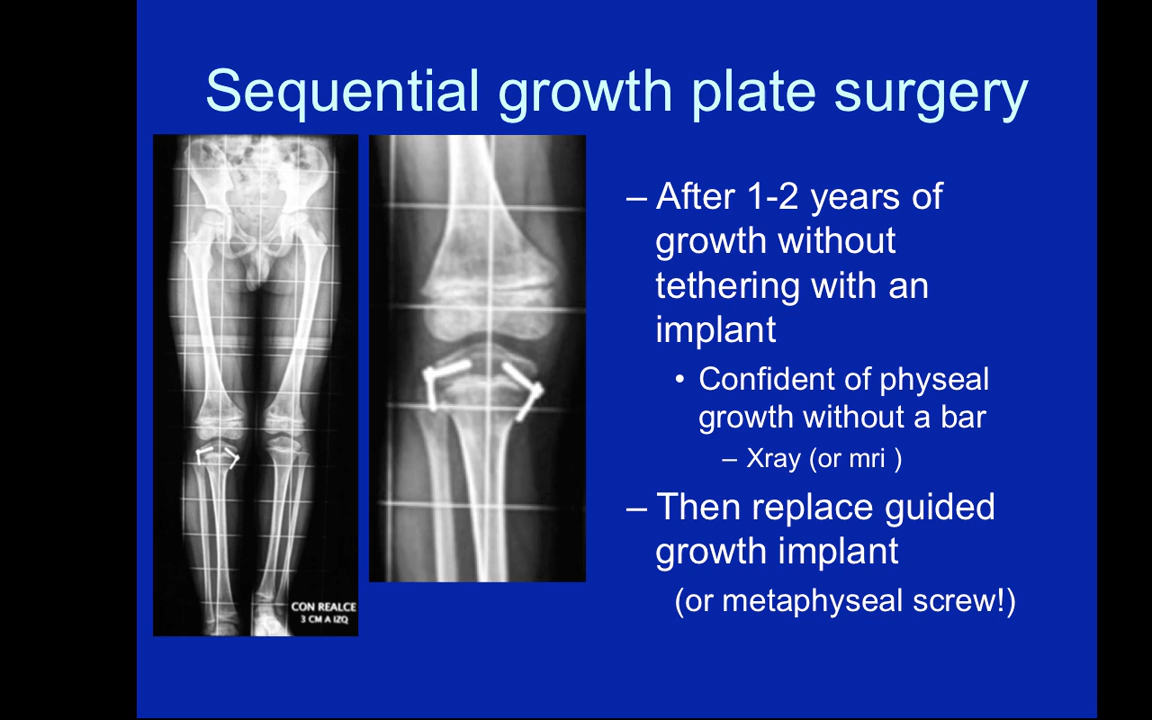 Sequential growth plate surgery
– After 1-2 years of
growth without
tethering with an
implant
• Confident of physeal
growth without a bar
– Xray (or mri )
– Then replace guided
growth implant
(or metaphyseal screw!)
CON REALCE
3 CM A IZQ